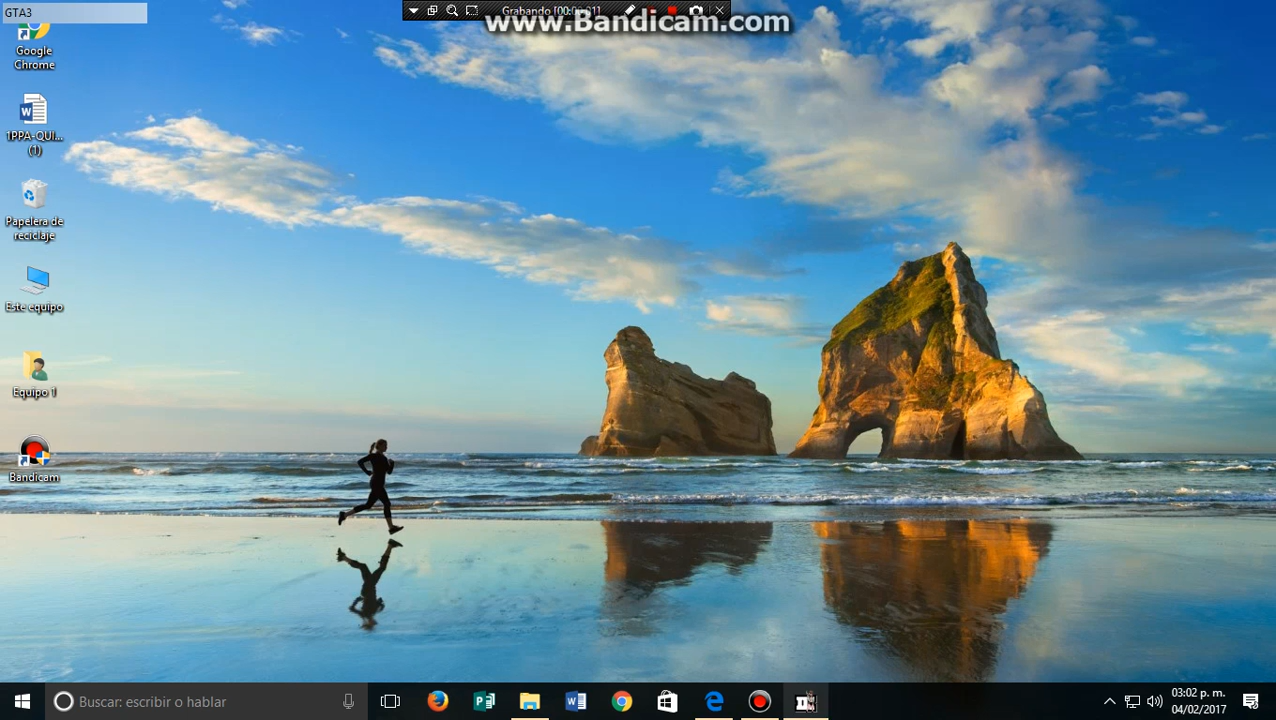 GTA3
Grabando [00:00:01]
www.Bandicam.com
Google
Chrome
1PPA-QUI...
(1)
Papelera de
reciclaje
Este equipo
Equipo 1
Bandicam
Buscar: escribir o hablar
03:02 p. m.
04/02/2017